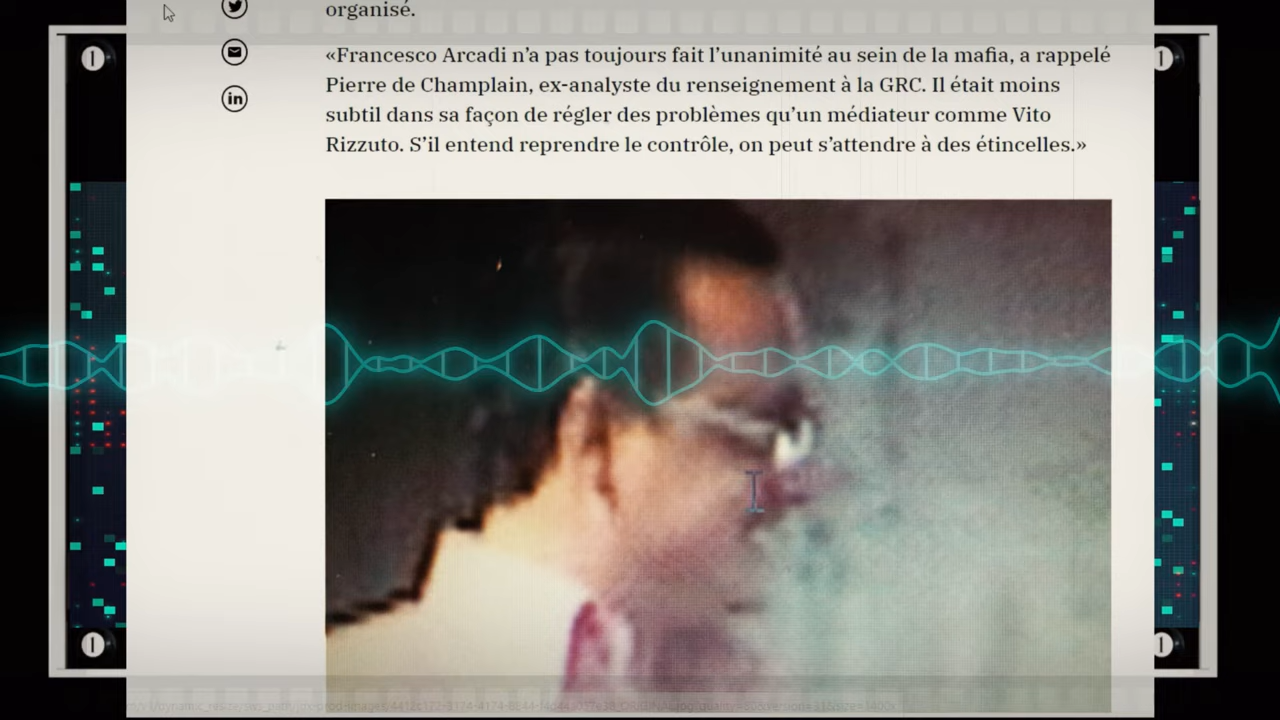 organisé.
«Francesco Arcadi n’a pas toujours fait l’unanimité au sein de la mafia, a rappelé
Pierre de Champlain, ex-analyste du renseignement à la GRC. Il était moins
subtil dans sa façon de régler des problèmes qu’un médiateur comme Vito
Rizzuto. S’il entend reprendre le contrôle, on peut s’attendre à des étincelles.»